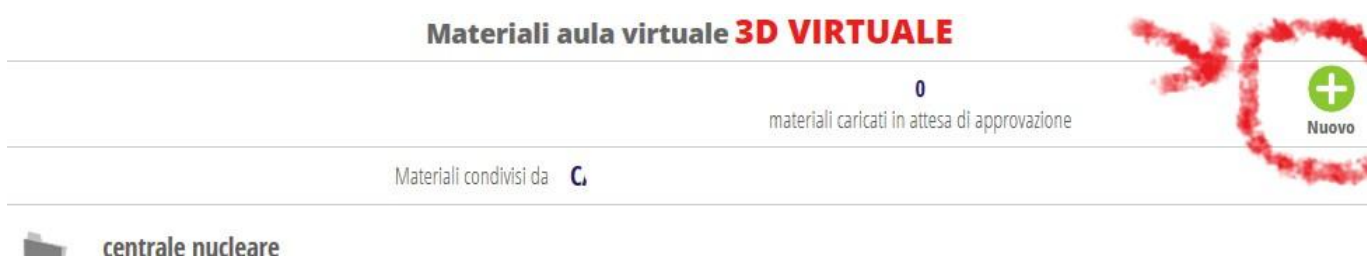 Materiali aula virtuale 3D VIRTUALE
0
materiali caricati in attesa di approvazione
Nuovo
Materiali condivisi da
centrale nucleare